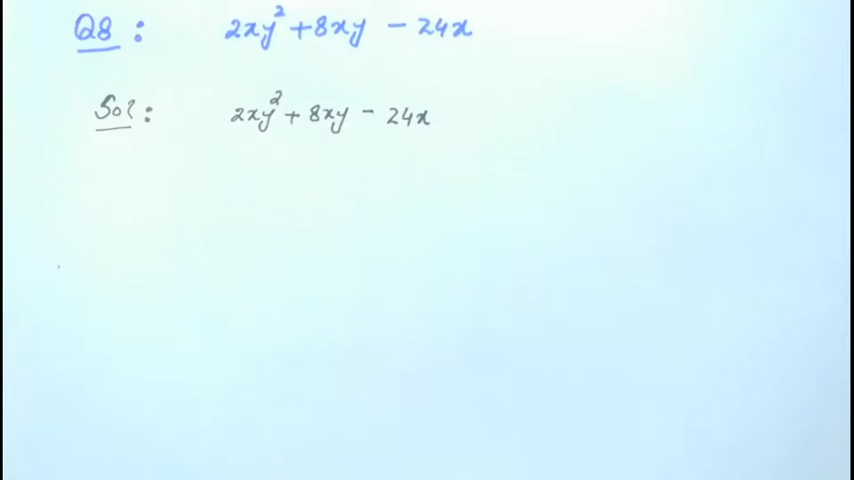 Q8 : 2xy² + 8xy - 24x
Sol : 2xy² + 8xy - 24x